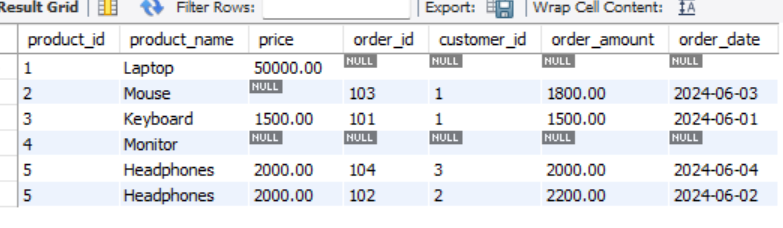 Result Grid Filter Rows: Export: Wrap Cell Content: IA
product_id product_name price order_id customer_id order_amount order_date
1 Laptop 50000.00 NULL NULL NULL NULL
2 Mouse NULL 103 1 1800.00 2024-06-03
3 Keyboard 1500.00 101 1 1500.00 2024-06-01
4 Monitor NULL NULL NULL NULL NULL
5 Headphones 2000.00 104 3 2000.00 2024-06-04
5 Headphones 2000.00 102 2 2200.00 2024-06-02